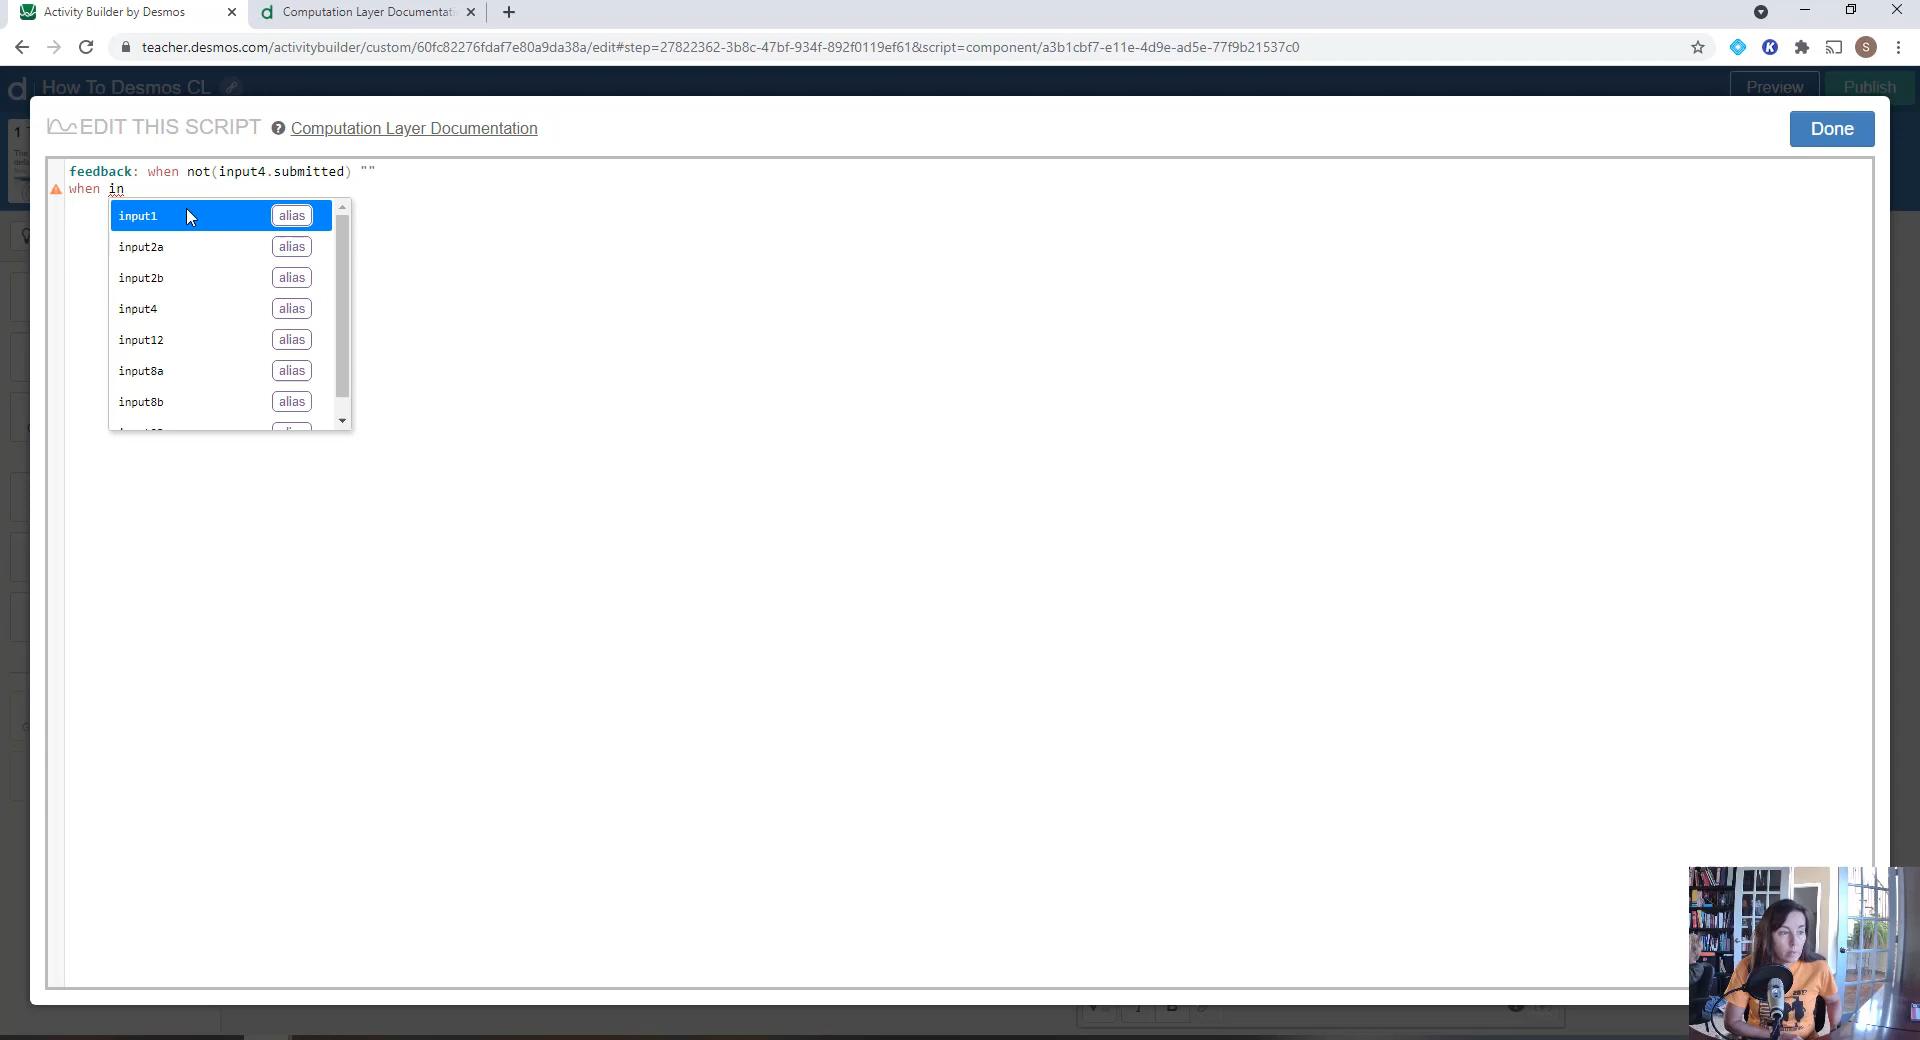 Activity Builder by Desmos
Computation Layer Documentati
teacher.desmos.com/activitybuilder/custom/60fc82276fdaf7e80a9da38a/edit#step=27822362-3b8c-47bf-934f-892f0119ef61&script=component/a3b1cbf7-e11e-4d9e-ad5e-77f9b21537c0
S
How To Desmos CL
Preview
Publish
EDIT THIS SCRIPT
Computation Layer Documentation
Done
feedback: when not(input4.submitted) ""
when in
input1 alias
input2a alias
input2b alias
input4 alias
input12 alias
input8a alias
input8b alias